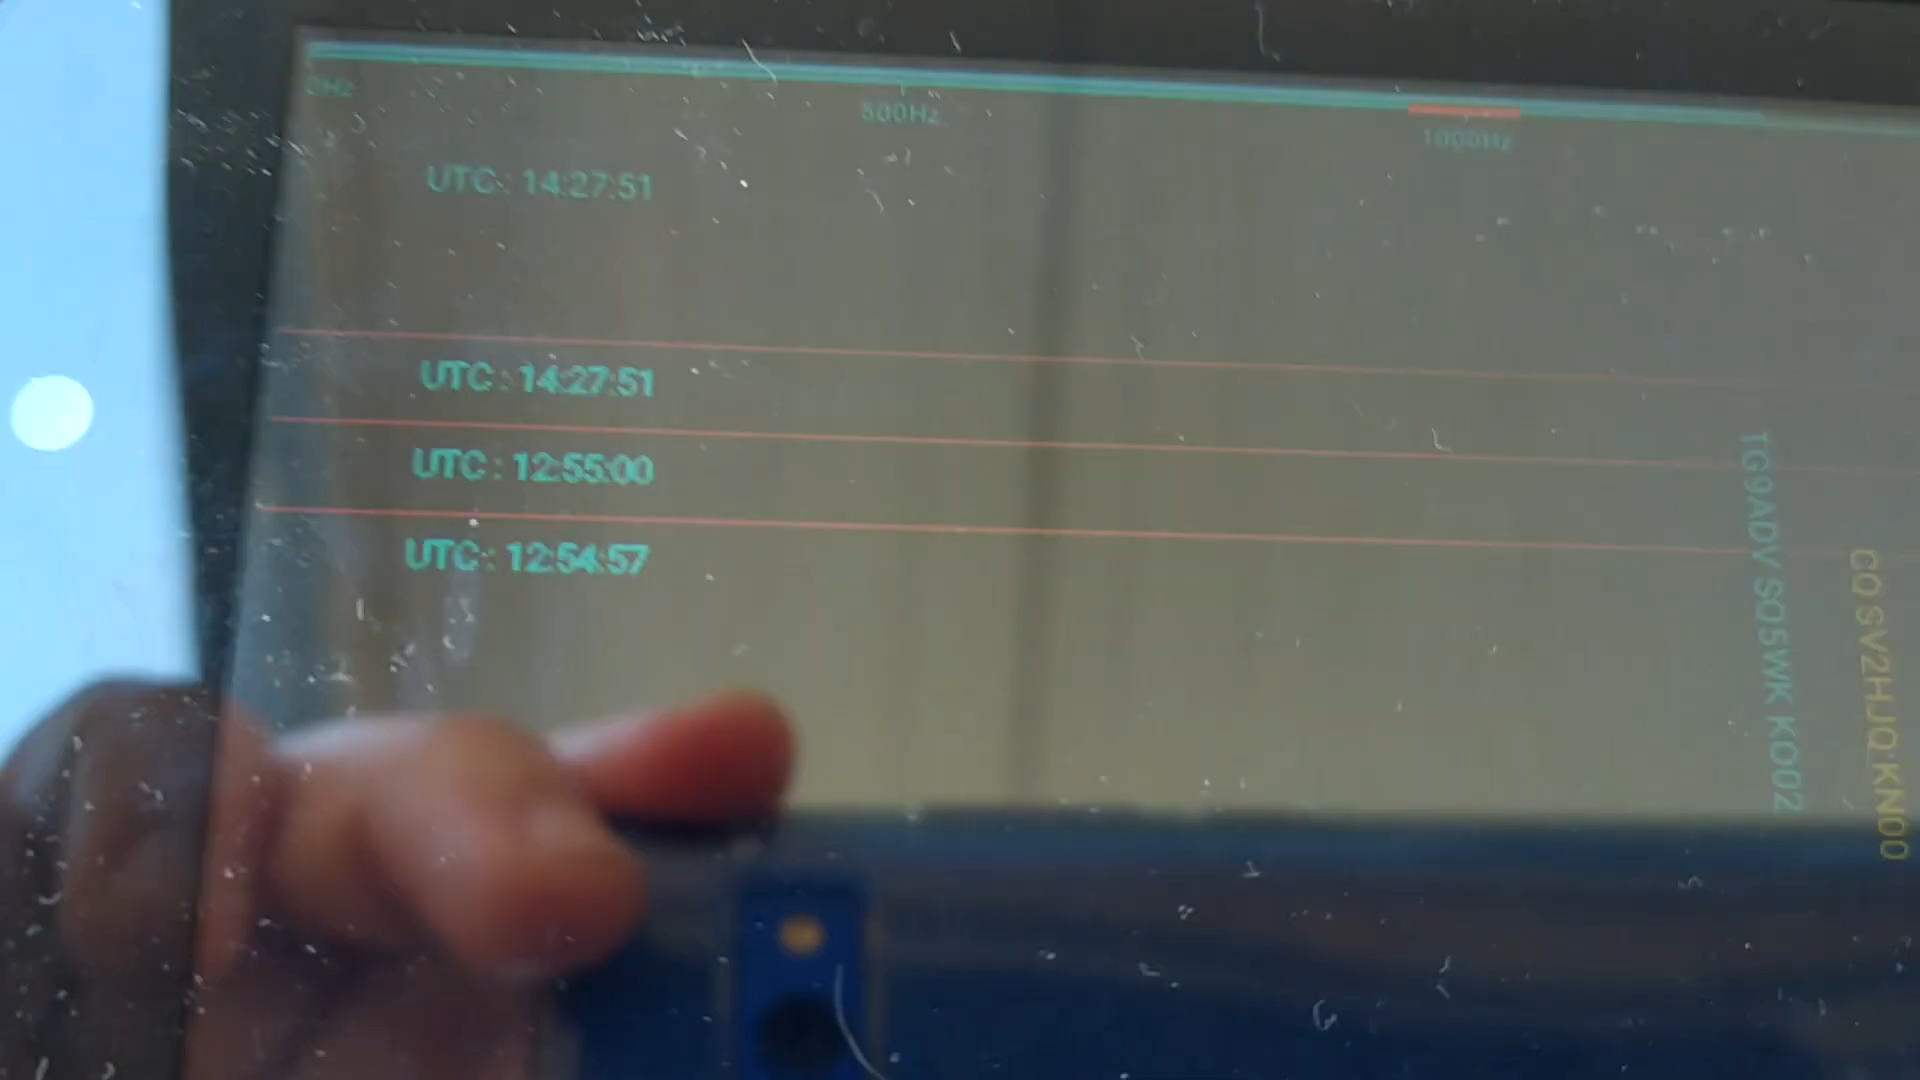 0Hz
500Hz
1000Hz
UTC : 14:27:51
UTC : 14:27:51
UTC : 12:55:00
UTC : 12:54:57
TG9ADV SQ5WK KO02
CQ SV2HJQ KN00